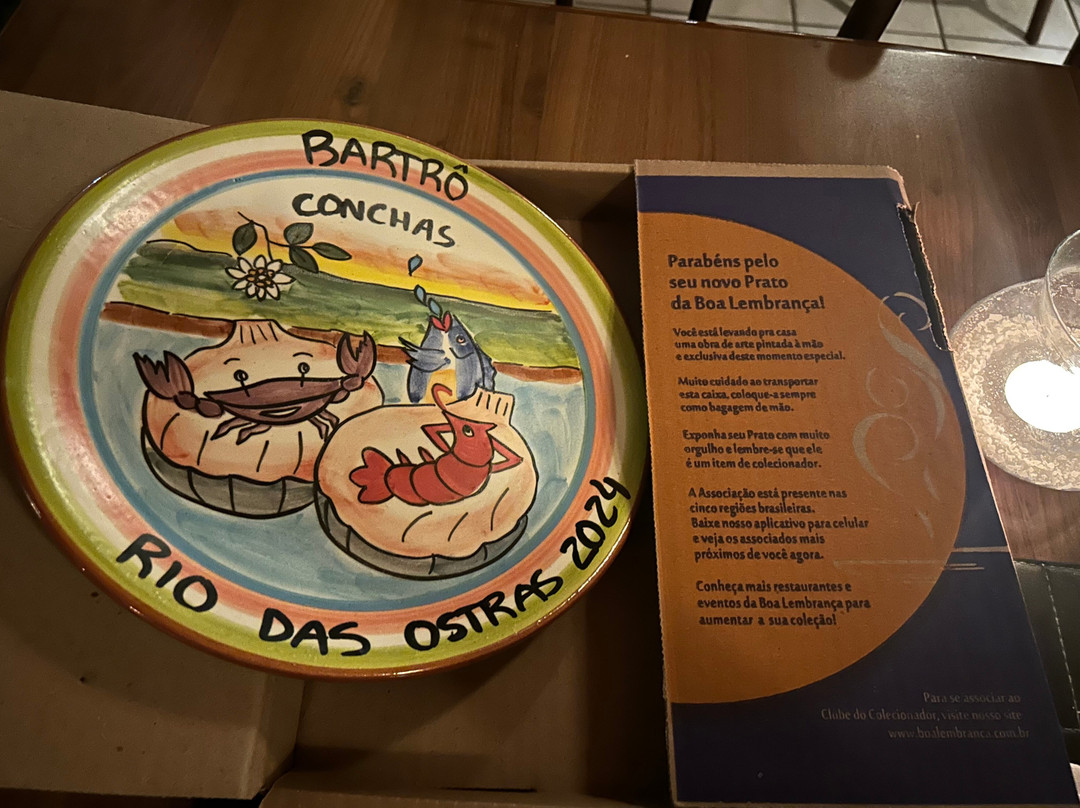 BARTRÔ
CONCHAS
RIO DAS OSTRAS 2024
Parabéns pelo
seu novo Prato
da Boa Lembrança!
Você está levando pra casa
uma obra de arte pintada à mão
e exclusiva deste momento especial.
Muito cuidado ao transportar
esta caixa, coloque-a sempre
como bagagem de mão.
Exponha seu Prato com muito
orgulho e lembre-se que ele
é um item de colecionador.
A Associação está presente nas
cinco regiões brasileiras.
Baixe nosso aplicativo para celular
e veja os associados mais
próximos de você agora.
Conheça mais restaurantes e
eventos da Boa Lembrança para
aumentar a sua coleção!
Para se associar ao
Clube do Colecionador, visite nosso site
www.boalembranca.com.br